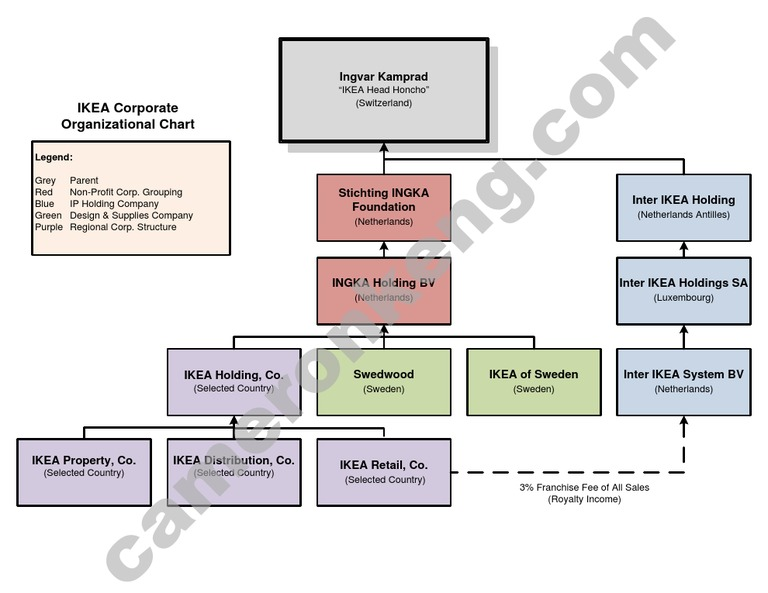 Ingvar Kamprad
“IKEA Head Honcho”
(Switzerland)
IKEA Corporate
Organizational Chart
Legend:
Grey Parent
Red Non-Profit Corp. Grouping
Blue IP Holding Company
Green Design & Supplies Company
Purple Regional Corp. Structure
Stichting INGKA
Foundation
(Netherlands)
Inter IKEA Holding
(Netherlands Antilles)
INGKA Holding BV
(Netherlands)
Inter IKEA Holdings SA
(Luxembourg)
IKEA Holding, Co.
(Selected Country)
Swedwood
(Sweden)
IKEA of Sweden
(Sweden)
Inter IKEA System BV
(Netherlands)
IKEA Property, Co.
(Selected Country)
IKEA Distribution, Co.
(Selected Country)
IKEA Retail, Co.
(Selected Country)
3% Franchise Fee of All Sales
(Royalty Income)
cameronkeng.com